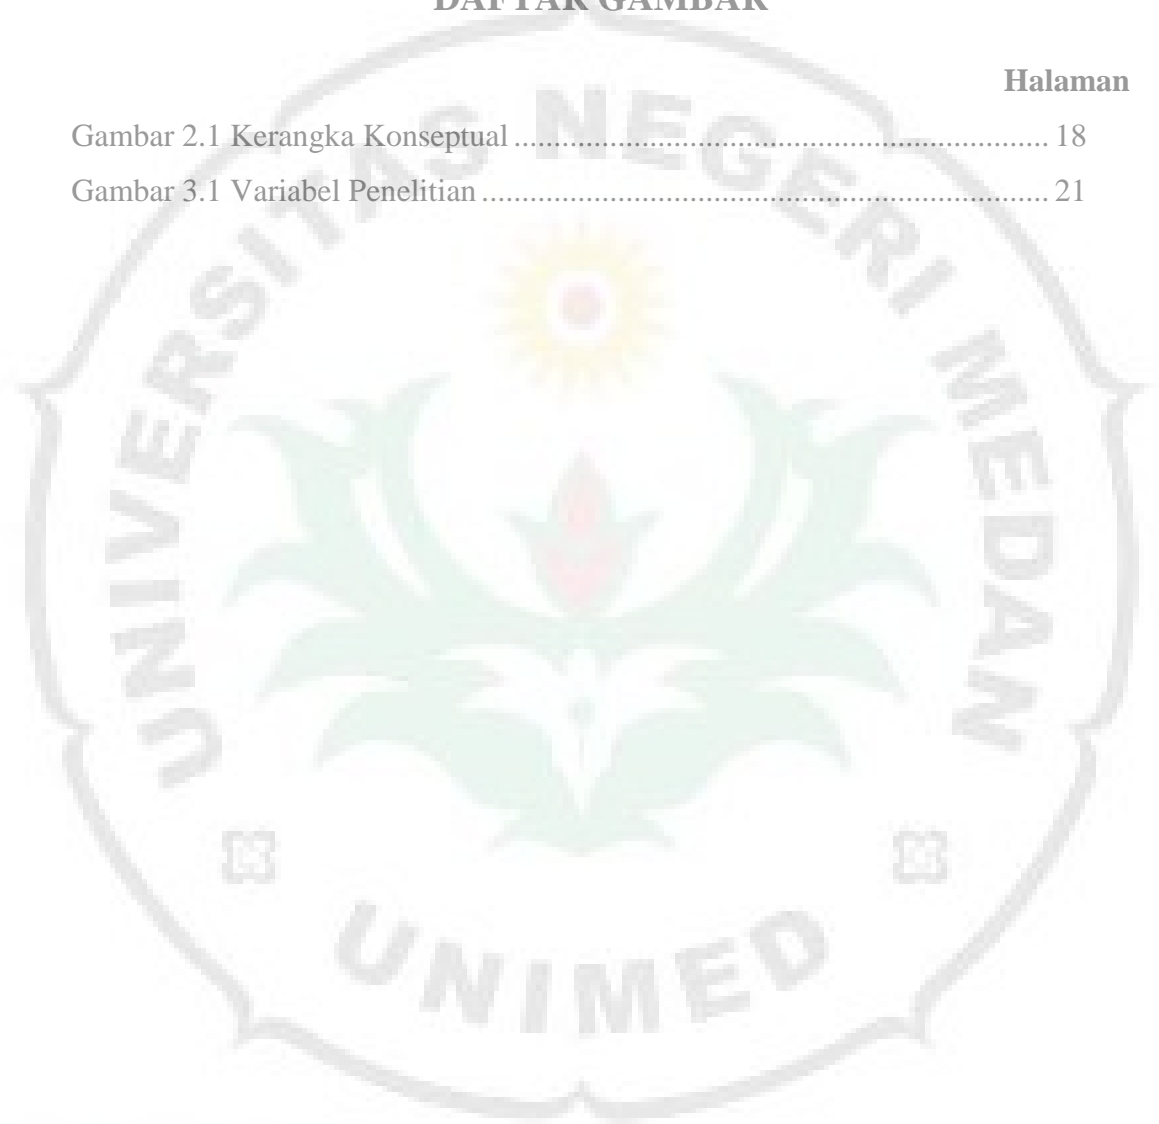 DAFTAR GAMBAR
Halaman
Gambar 2.1 Kerangka Konseptual .................................................................. 18
Gambar 3.1 Variabel Penelitian ...................................................................... 21
UNIVERSITAS NEGERI MEDAN
UNIMED